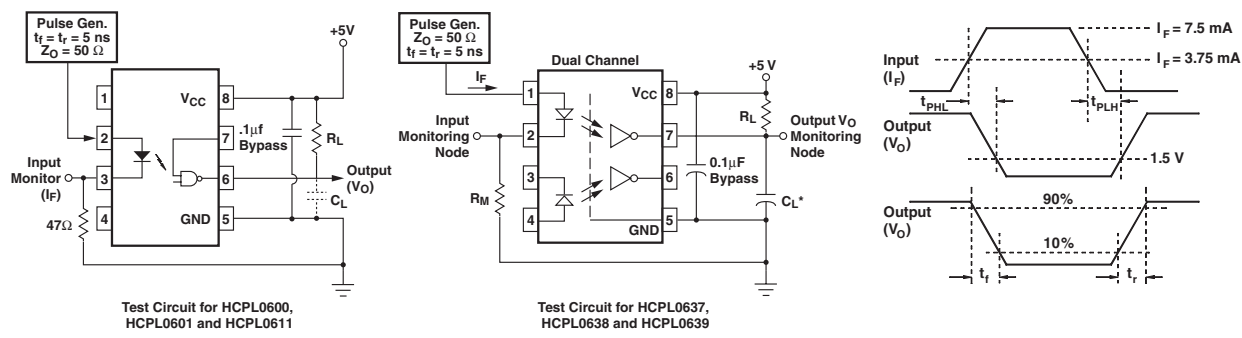 Pulse Gen.
tf = tr = 5 ns
ZO = 50 Ω
+5V
1
VCC
8
2
7
.1μf
Bypass
RL
Input
Monitor
(IF)
3
6
Output
(VO)
CL
4
GND
5
47Ω
Test Circuit for HCPL0600,
HCPL0601 and HCPL0611
Pulse Gen.
ZO = 50 Ω
tf = tr = 5 ns
Dual Channel
IF
+5 V
1
VCC
8
RL
Input
Monitoring
Node
2
7
Output VO
Monitoring
Node
3
6
0.1μF
Bypass
RM
4
5
GND
CL*
Test Circuit for HCPL0637,
HCPL0638 and HCPL0639
IF = 7.5 mA
Input
(IF)
IF = 3.75 mA
tPHL
tPLH
Output
(VO)
1.5 V
90%
Output
(VO)
10%
tf
tr